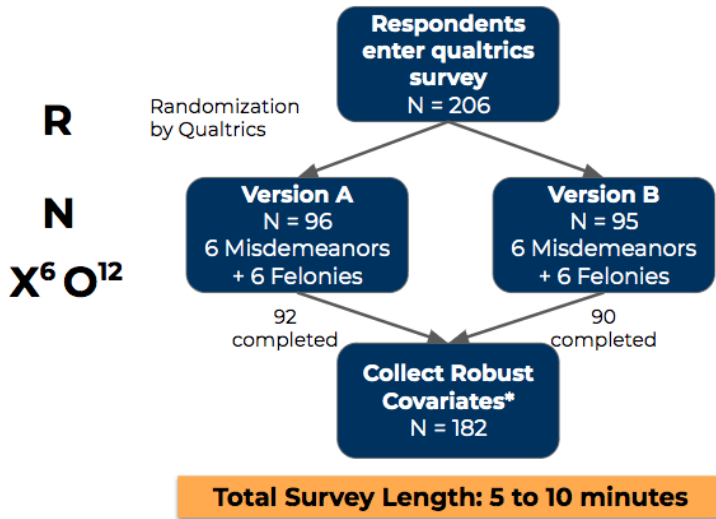 Respondents
enter qualtrics
survey
N = 206
R
Randomization
by Qualtrics
N
X⁶ O¹²
Version A
N = 96
6 Misdemeanors
+ 6 Felonies
Version B
N = 95
6 Misdemeanors
+ 6 Felonies
92
completed
90
completed
Collect Robust
Covariates*
N = 182
Total Survey Length: 5 to 10 minutes